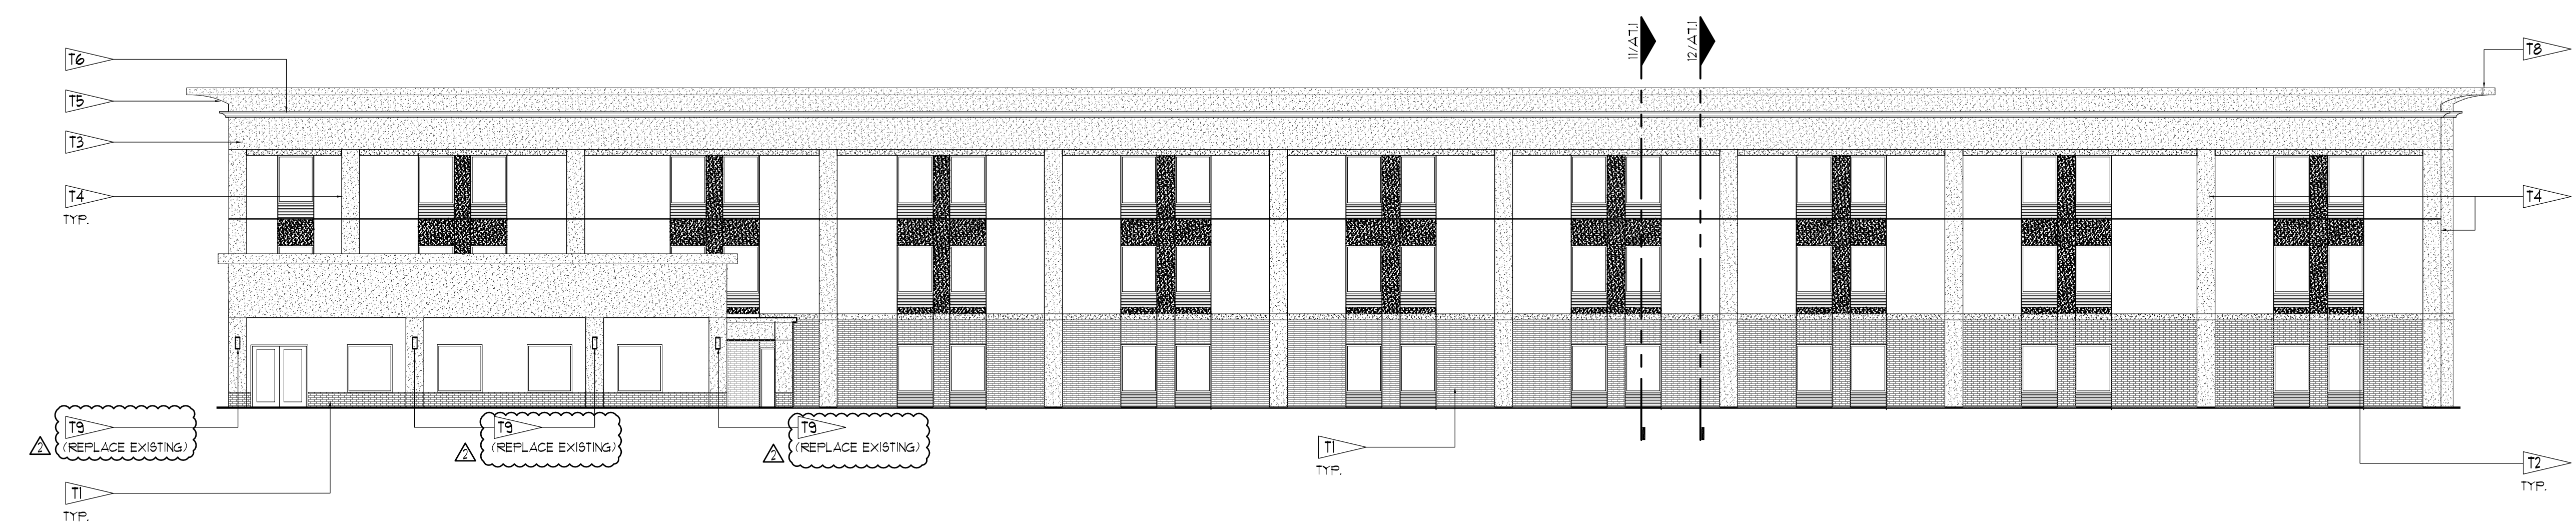 T6
T5
T3
T4
TYP.
11/A7.1
12/A7.1
T8
T4
T9
(REPLACE EXISTING)
2
T9
(REPLACE EXISTING)
2
T9
(REPLACE EXISTING)
2
T1
TYP.
T1
TYP.
T2
TYP.